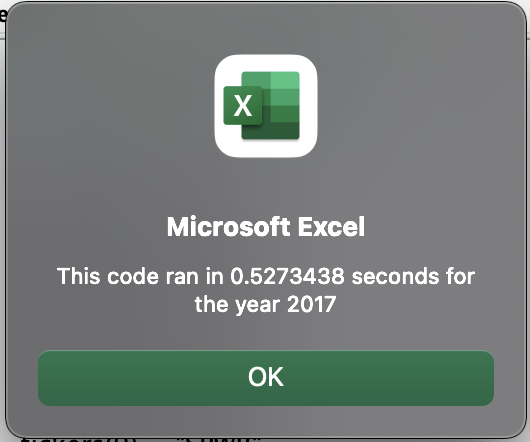 X
Microsoft Excel
This code ran in 0.5273438 seconds for
the year 2017
OK